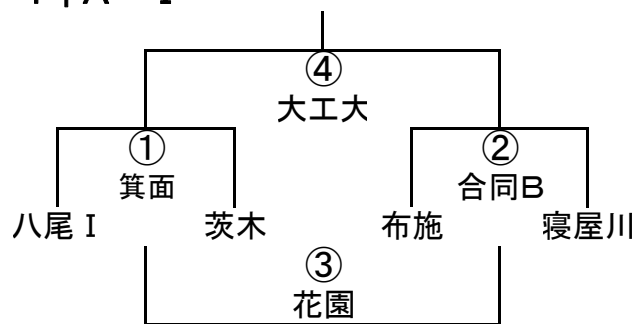 ④
大工大
①
②
箕面
合同B
八尾Ⅰ
茨木
布施
寝屋川
③
花園